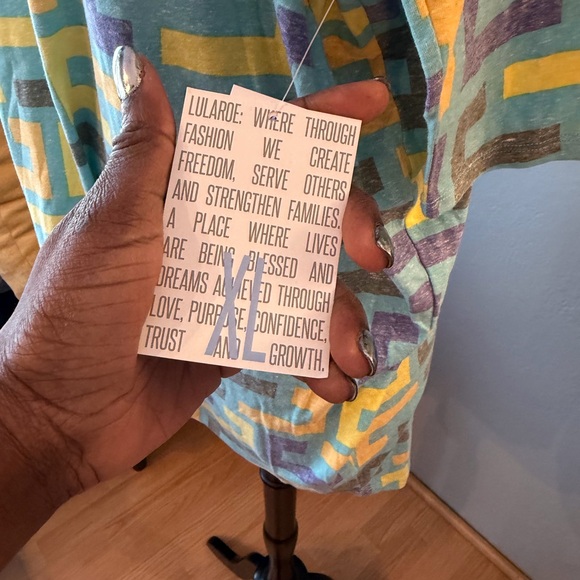 LULAROE: WHERE THROUGH
FASHION WE CREATE
FREEDOM, SERVE OTHERS
AND STRENGTHEN FAMILIES.
A PLACE WHERE LIVES
ARE BEING BLESSED AND
DREAMS ACHIEVED THROUGH
LOVE, PURPOSE, CONFIDENCE,
TRUST AND GROWTH.
XL